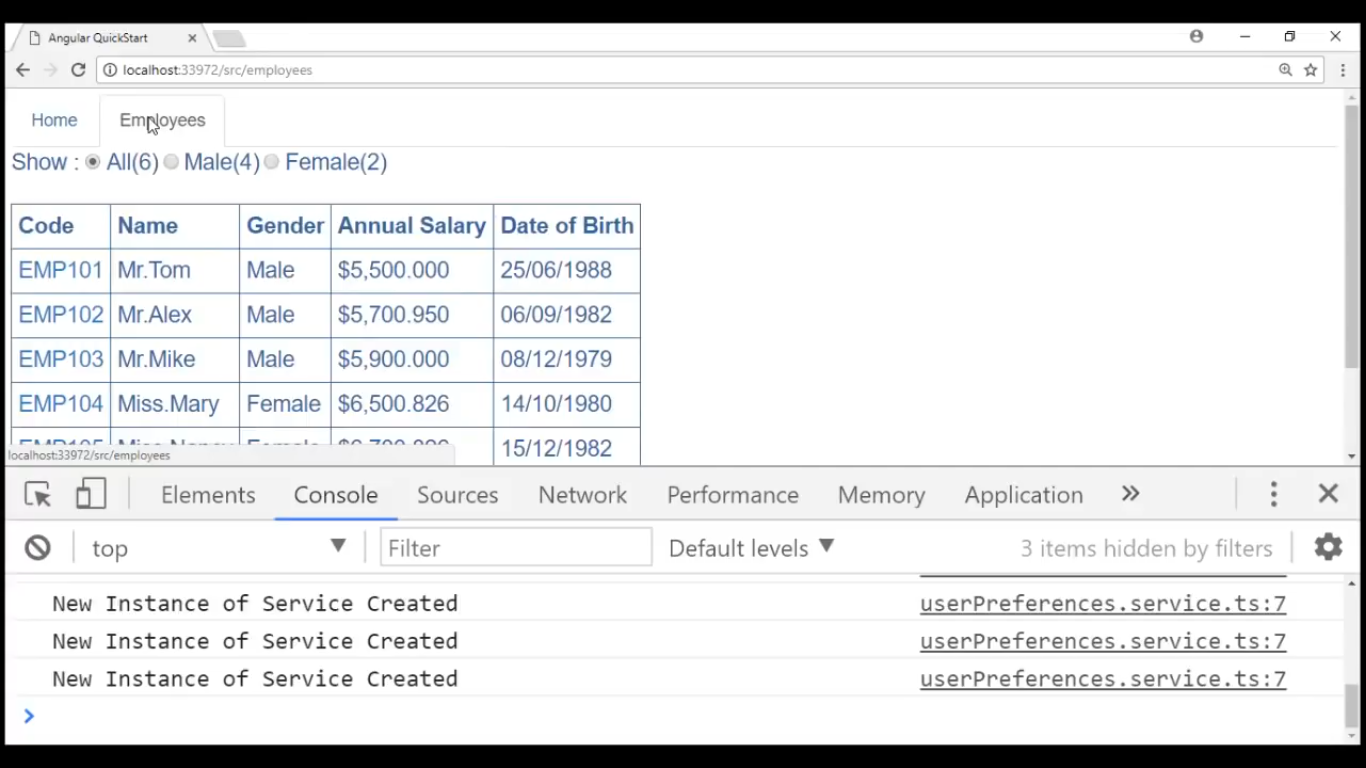 Angular QuickStart
localhost:33972/src/employees
Home Employees
Show : All(6) Male(4) Female(2)
Code Name Gender Annual Salary Date of Birth
EMP101 Mr.Tom Male $5,500.000 25/06/1988
EMP102 Mr.Alex Male $5,700.950 06/09/1982
EMP103 Mr.Mike Male $5,900.000 08/12/1979
EMP104 Miss.Mary Female $6,500.826 14/10/1980
EMP105 Female 15/12/1982
localhost:33972/src/employees
Elements Console Sources Network Performance Memory Application »
top Filter Default levels 3 items hidden by filters
New Instance of Service Created userPreferences.service.ts:7
New Instance of Service Created userPreferences.service.ts:7
New Instance of Service Created userPreferences.service.ts:7